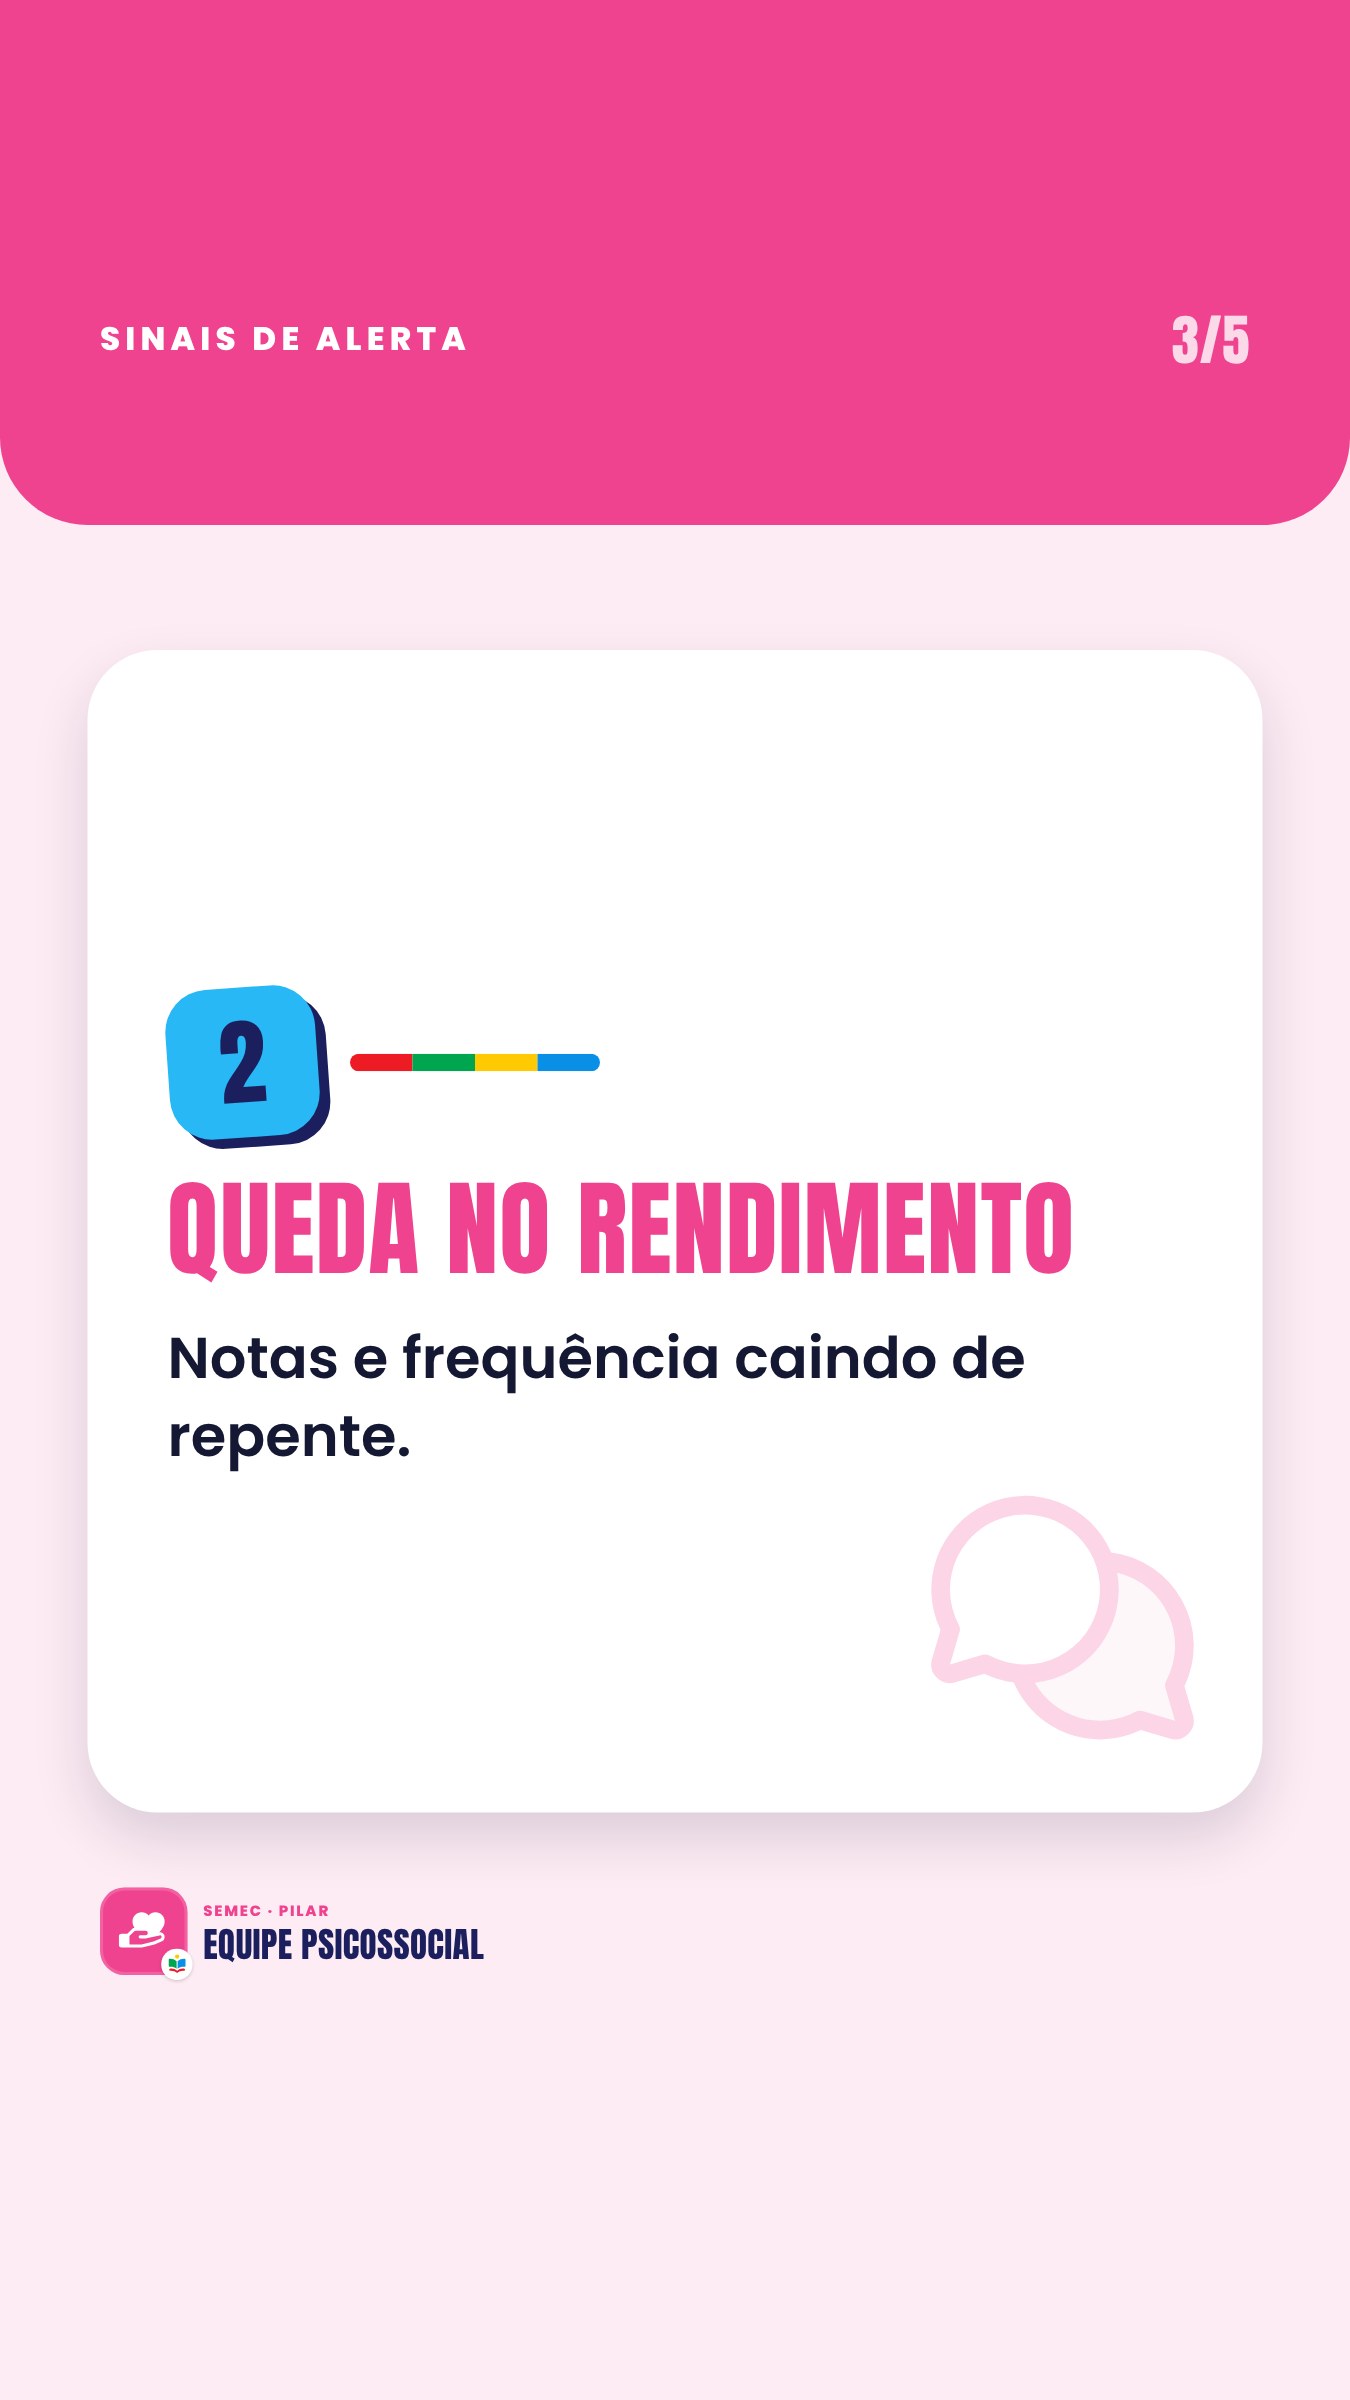 SINAIS DE ALERTA
3/5
2
QUEDA NO RENDIMENTO
Notas e frequência caindo de
repente.
SEMEC · PILAR
EQUIPE PSICOSSOCIAL